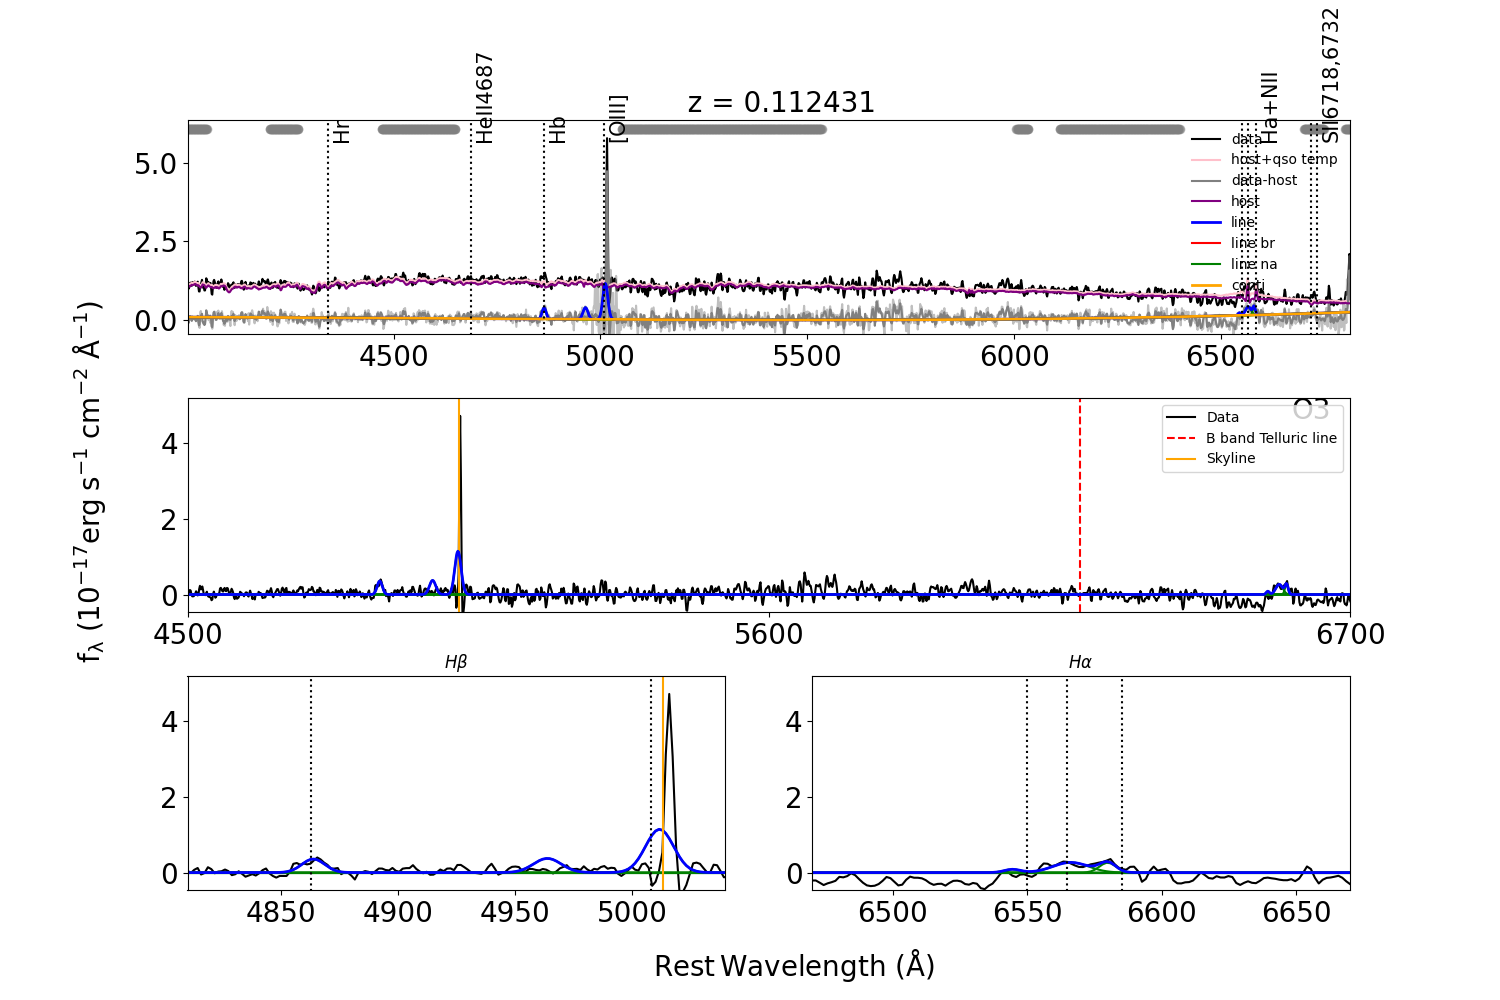 z = 0.112431
Hr
HeII4687
Hb
[OIII]
Ha+NII
SII6718,6732
data
host+qso temp
data-host
host
line
line br
line na
conti
5.0
2.5
0.0
4500 5000 5500 6000 6500
O3
Data
B band Telluric line
Skyline
4
2
0
4500 5600 6700
fλ (10⁻¹⁷erg s⁻¹ cm⁻² Å⁻¹)
Hβ
4
2
0
4850 4900 4950 5000
Hα
4
2
0
6500 6550 6600 6650
Rest Wavelength (Å)